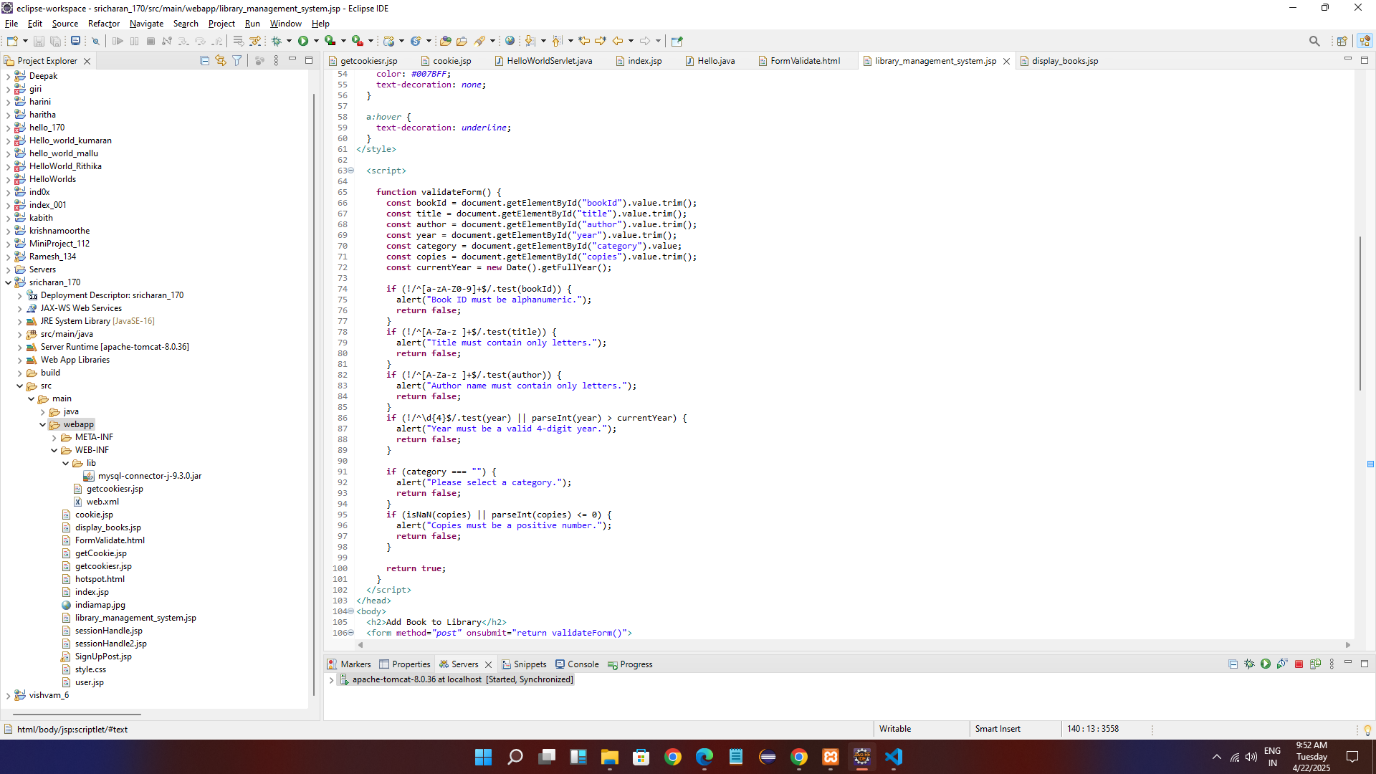 eclipse-workspace - sricharan_170/src/main/webapp/library_management_system.jsp - Eclipse IDE
File Edit Source Refactor Navigate Search Project Run Window Help
Project Explorer
Deepak
giri
harini
haritha
hello_170
Hello_world_kumaran
hello_world_mallu
HelloWorld_Rithika
HelloWorlds
ind0x
index_001
kabith
krishnamoorthe
MiniProject_112
Ramesh_134
Servers
sricharan_170
Deployment Descriptor: sricharan_170
JAX-WS Web Services
JRE System Library [JavaSE-16]
src/main/java
Server Runtime [apache-tomcat-8.0.36]
Web App Libraries
build
src
main
java
webapp
META-INF
WEB-INF
lib
mysql-connector-j-9.3.0.jar
getcookiesr.jsp
web.xml
cookie.jsp
display_books.jsp
FormValidate.html
getCookie.jsp
getcookiesr.jsp
hotspot.html
index.jsp
indiamap.jpg
library_management_system.jsp
sessionHandle.jsp
sessionHandle2.jsp
SignUpPost.jsp
style.css
user.jsp
vishvam_6
getcookiesr.jsp cookie.jsp HelloWorldServlet.java index.jsp Hello.java FormValidate.html library_management_system.jsp display_books.jsp
54 color: #007BFF;
55 text-decoration: none;
56 }
57
58 a:hover {
59 text-decoration: underline;
60 }
61 </style>
62
63 <script>
64
65 function validateForm() {
66 const bookId = document.getElementById("bookId").value.trim();
67 const title = document.getElementById("title").value.trim();
68 const author = document.getElementById("author").value.trim();
69 const year = document.getElementById("year").value.trim();
70 const category = document.getElementById("category").value;
71 const copies = document.getElementById("copies").value.trim();
72 const currentYear = new Date().getFullYear();
73
74 if (!/^[a-zA-Z0-9]+$/.test(bookId)) {
75 alert("Book ID must be alphanumeric.");
76 return false;
77 }
78 if (!/^[A-Za-z ]+$/.test(title)) {
79 alert("Title must contain only letters.");
80 return false;
81 }
82 if (!/^[A-Za-z ]+$/.test(author)) {
83 alert("Author name must contain only letters.");
84 return false;
85 }
86 if (!/^\d{4}$/.test(year) || parseInt(year) > currentYear) {
87 alert("Year must be a valid 4-digit year.");
88 return false;
89 }
90
91 if (category === "") {
92 alert("Please select a category.");
93 return false;
94 }
95 if (isNaN(copies) || parseInt(copies) <= 0) {
96 alert("Copies must be a positive number.");
97 return false;
98 }
99
100 return true;
101 }
102 </script>
103 </head>
104 <body>
105 <h2>Add Book to Library</h2>
106 <form method="post" onsubmit="return validateForm()">
Markers Properties Servers Snippets Console Progress
apache-tomcat-8.0.36 at localhost [Started, Synchronized]
html/body/jsp:scriptlet/#text Writable Smart Insert 140 : 13 : 3558
ENG
IN
9:52 AM
Tuesday
4/22/2025